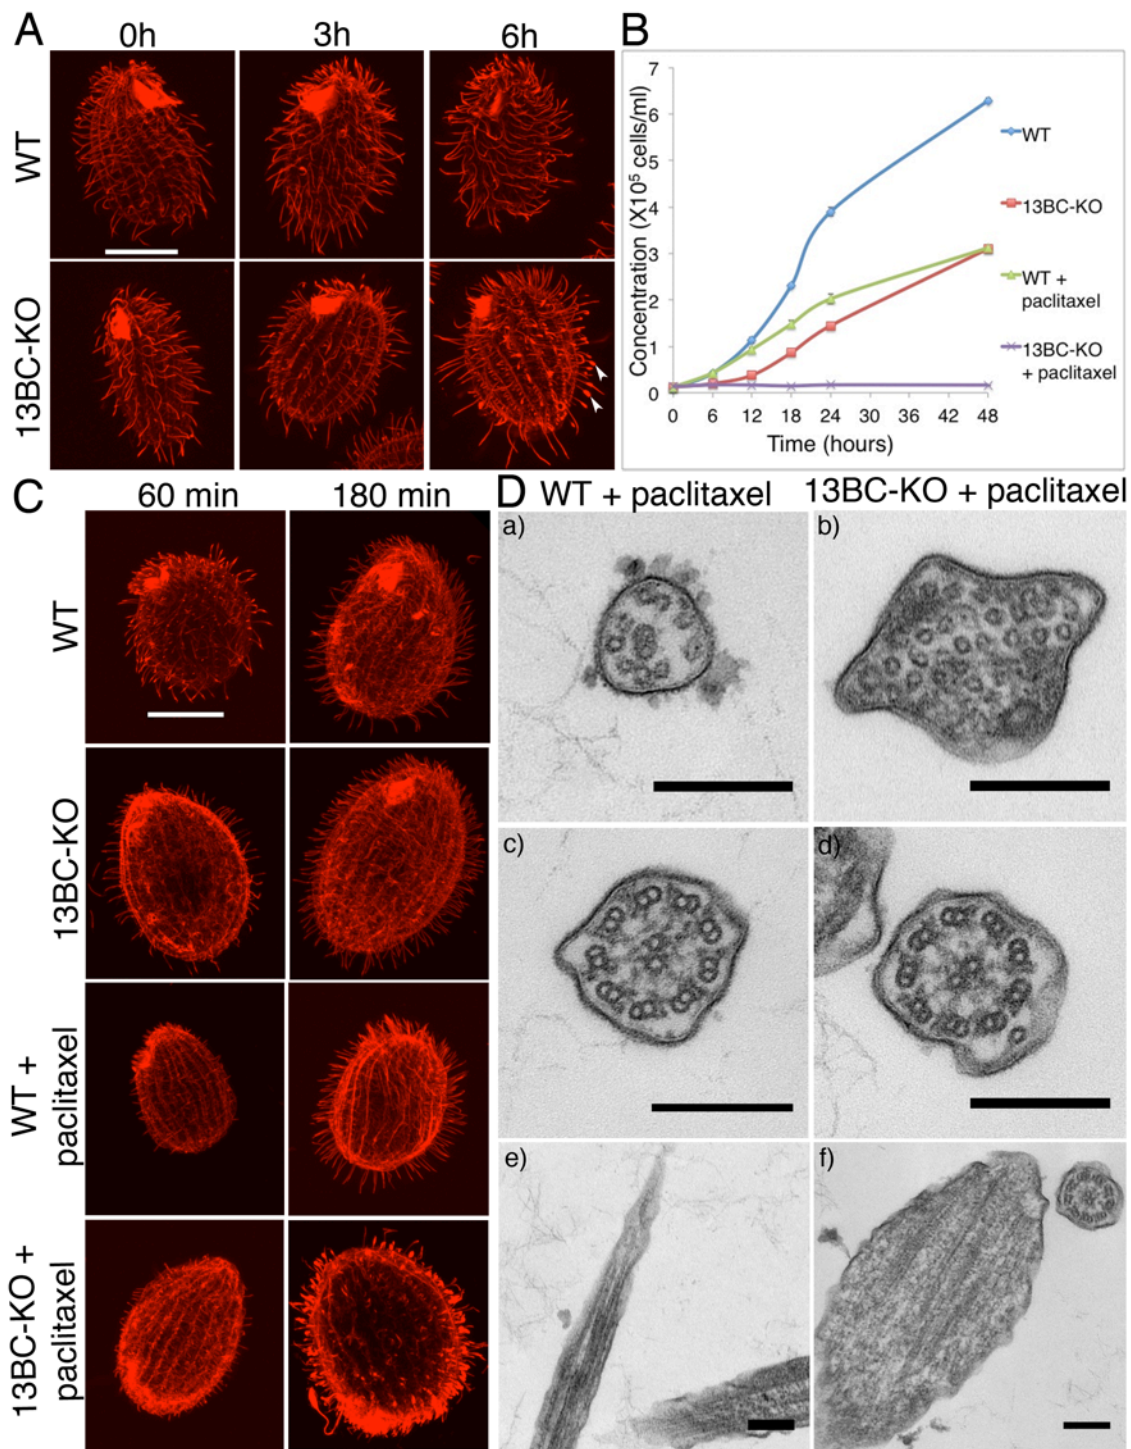 A
0h
3h
6h
WT
13BC-KO
B
Concentration (X10⁵ cells/ml)
7
6
5
4
3
2
1
0
0 6 12 18 24 30 36 42 48
Time (hours)
WT
13BC-KO
WT +
paclitaxel
13BC-KO
+ paclitaxel
C
60 min
180 min
WT
13BC-KO
WT +
paclitaxel
13BC-KO +
paclitaxel
D
WT + paclitaxel
13BC-KO + paclitaxel
a)
b)
c)
d)
e)
f)